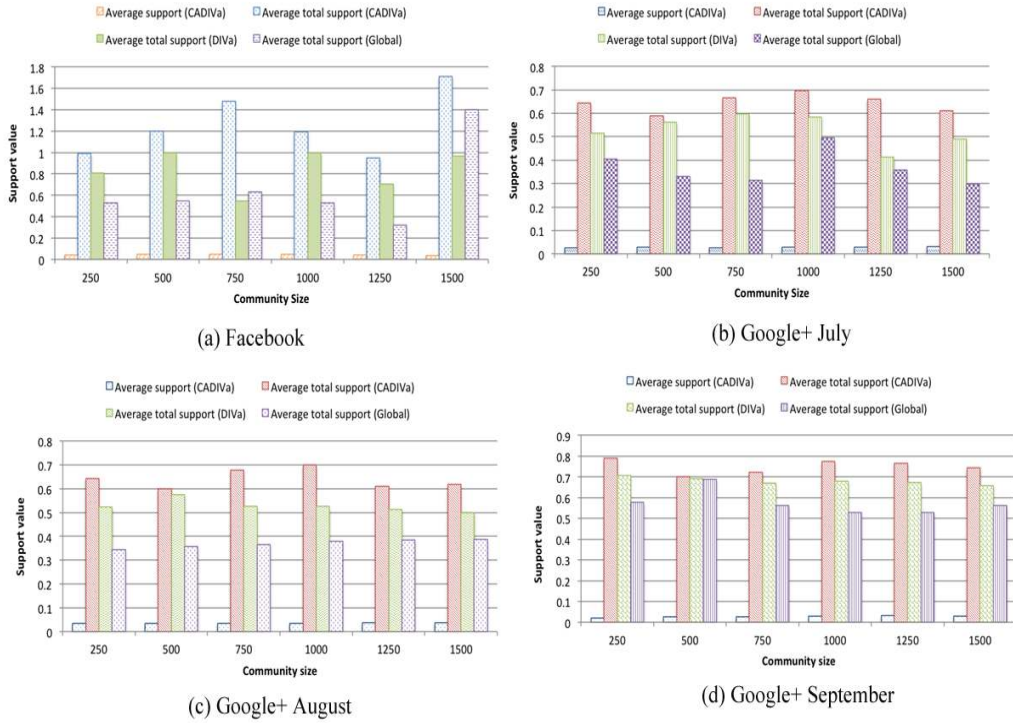 Average support (CADIVa) Average total support (CADIVa)
Average total support (DIVa) Average total support (Global)
1.8
1.6
1.4
1.2
1
0.8
0.6
0.4
0.2
0
Support value
250 500 750 1000 1250 1500
Community Size
(a) Facebook
Average support (CADIVa) Average total Support (CADIVa)
Average total support (DIVa) Average total support (Global)
0.8
0.7
0.6
0.5
0.4
0.3
0.2
0.1
0
Support value
250 500 750 1000 1250 1500
Community Size
(b) Google+ July
Average support (CADIVa) Average total support (CADIVa)
Average total support (DIVa) Average total support (Global)
0.8
0.7
0.6
0.5
0.4
0.3
0.2
0.1
0
Support value
250 500 750 1000 1250 1500
Community size
(c) Google+ August
Average support (CADIVa) Average total support (CADIVa)
Average total support (DIVa) Average total support (Global)
0.9
0.8
0.7
0.6
0.5
0.4
0.3
0.2
0.1
0
Support value
250 500 750 1000 1250 1500
Community size
(d) Google+ September